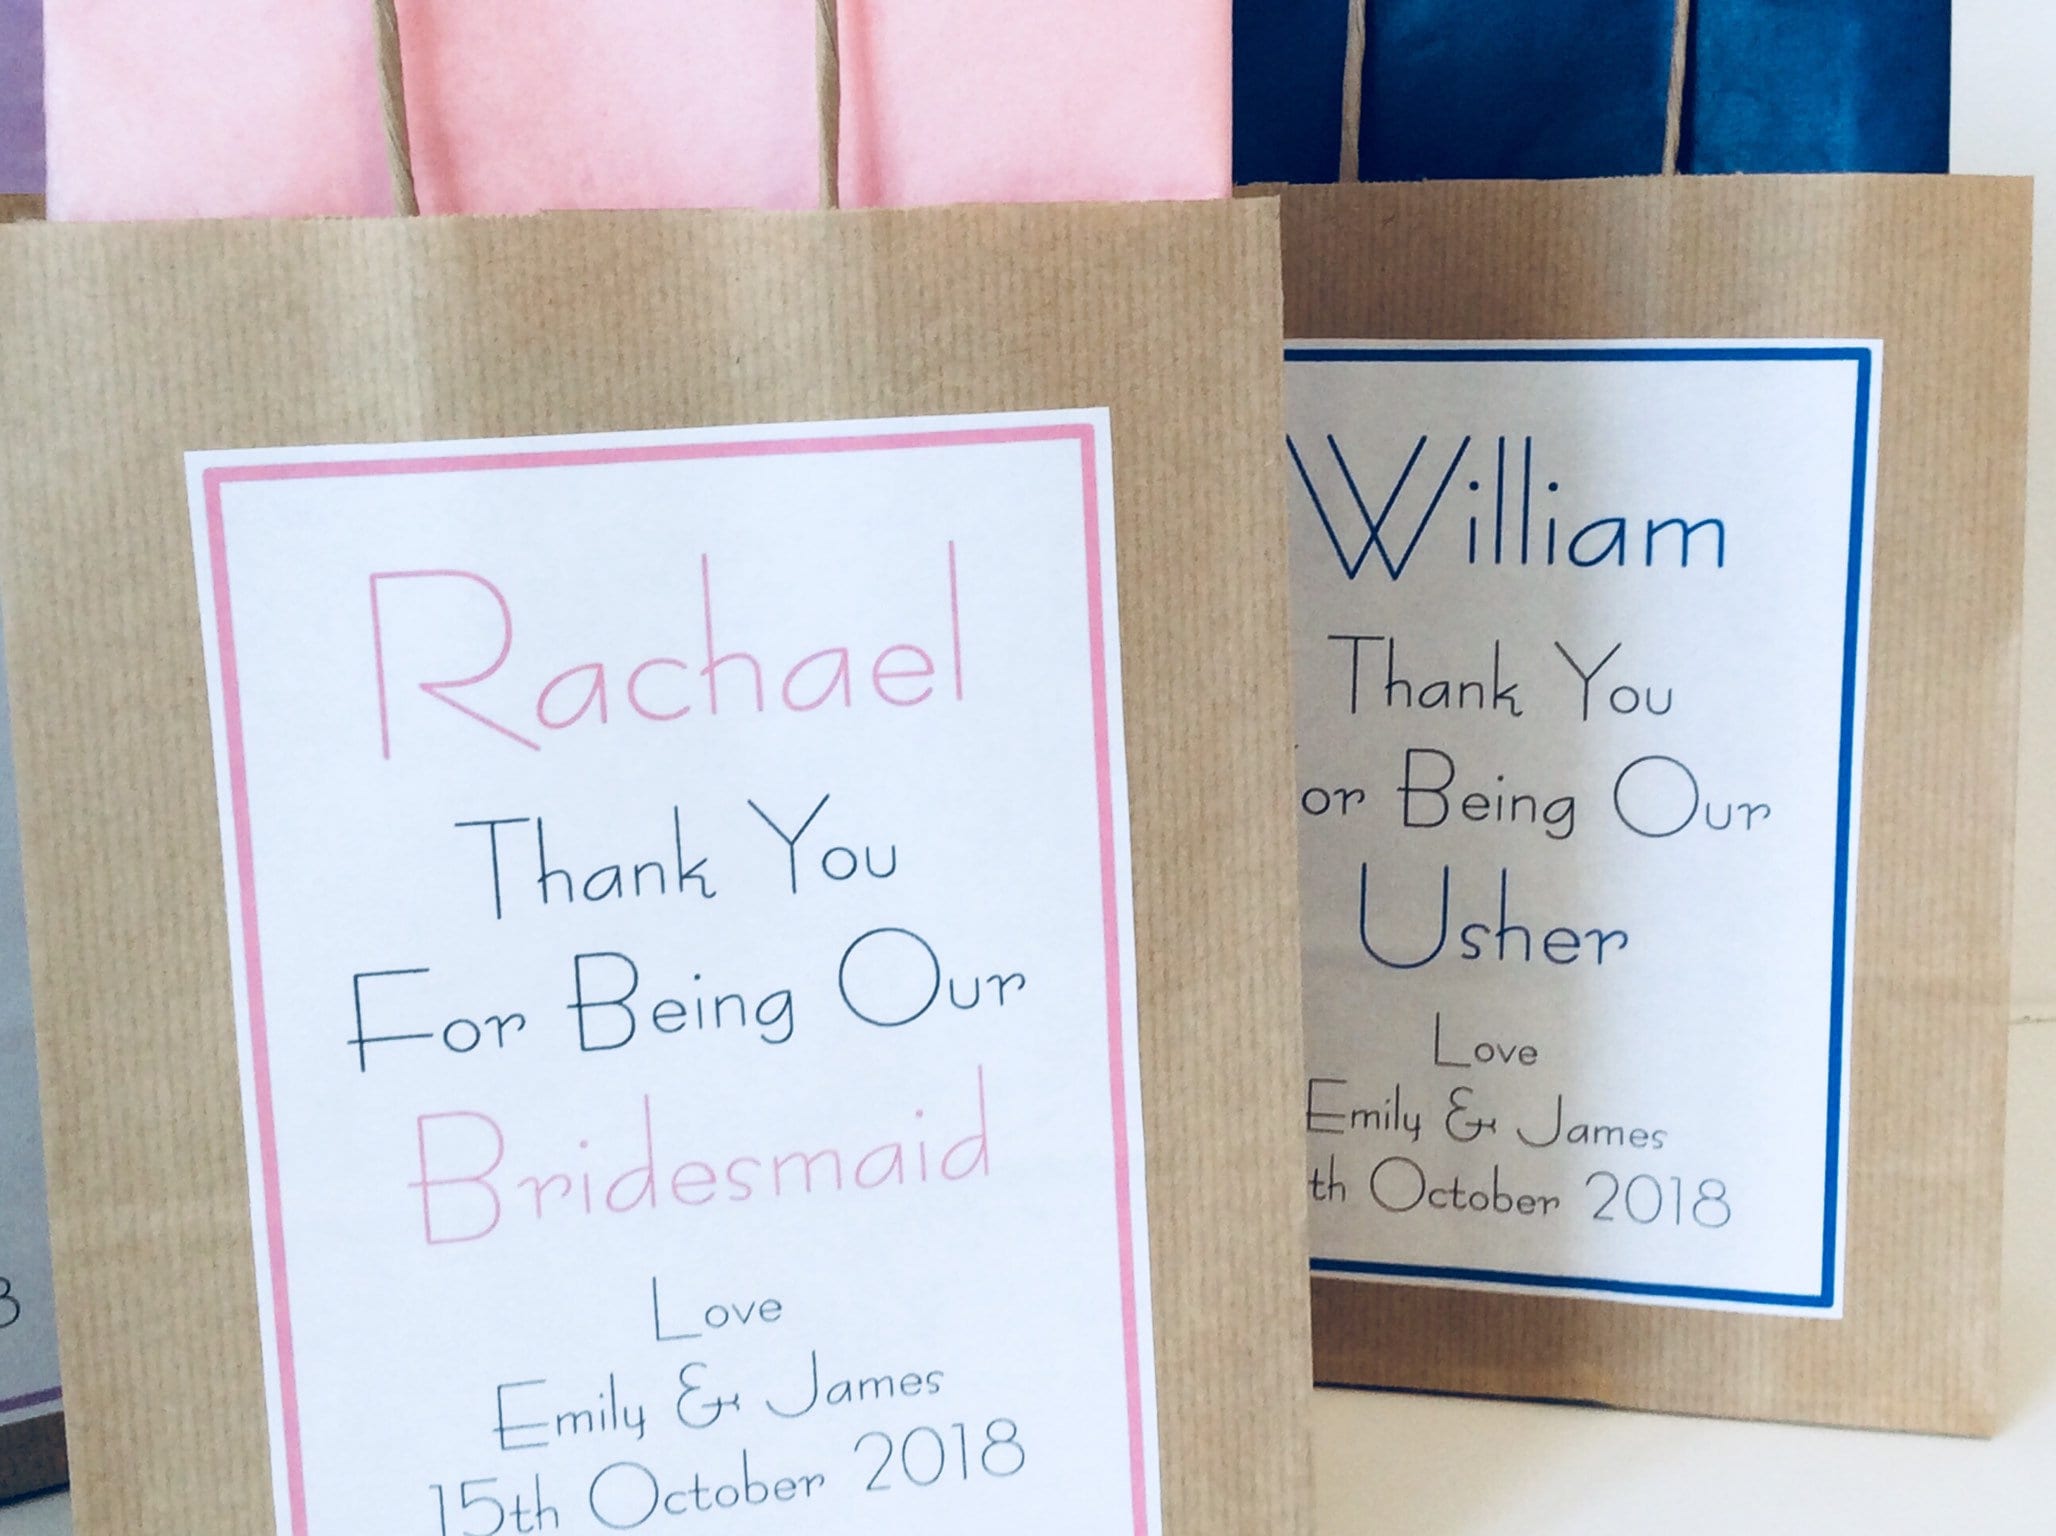 Rachael
Thank You
For Being Our
Bridesmaid
Love
Emily & James
15th October 2018
William
Thank You
or Being Our
Usher
Love
Emily & James
th October 2018